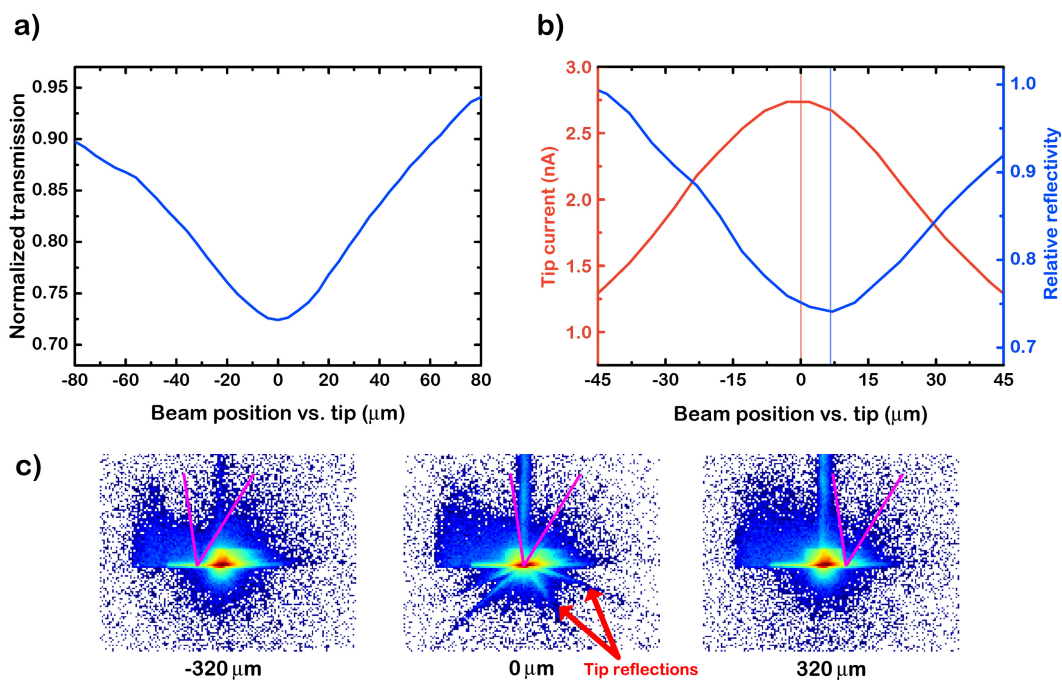 a)
Normalized transmission
0.95
0.90
0.85
0.80
0.75
0.70
-80 -60 -40 -20 0 20 40 60 80
Beam position vs. tip (μm)
b)
Tip current (nA)
3.0
2.5
2.0
1.5
1.0
1.0
0.9
0.8
0.7
Relative reflectivity
-45 -30 -15 0 15 30 45
Beam position vs. tip (μm)
c)
Tip reflections
-320 μm
0 μm
320 μm